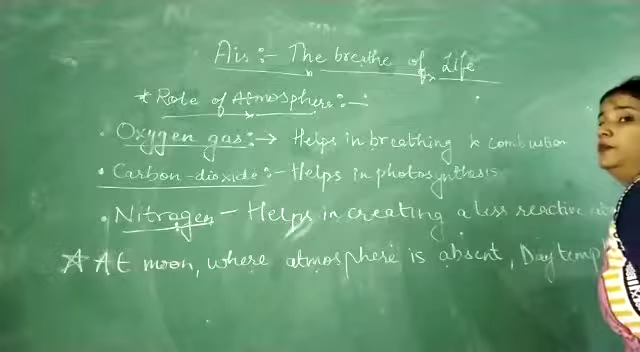 Air :- The breathe of Life
* Role of Atmosphere :-
• Oxygen gas :→ Helps in breathing & combustion
• Carbon-dioxide :- Helps in photosynthesis
• Nitrogen - Helps in creating a less reactive
☆ At moon, where atmosphere is absent, Day temp